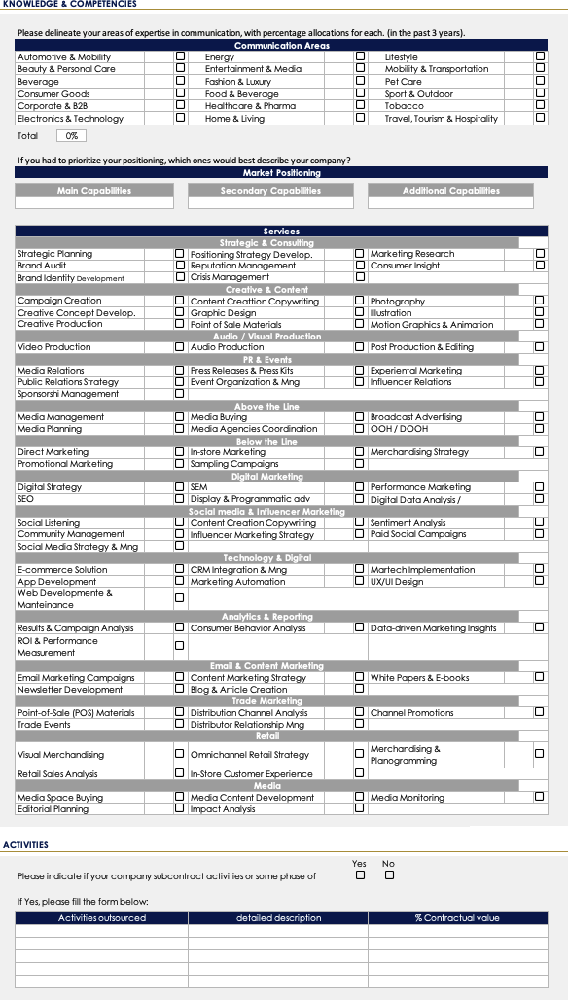 KNOWLEDGE & COMPETENCIES
Please delineate your areas of expertise in communication, with percentage allocations for each. (in the past 3 years).
Communication Areas
Automotive & Mobility Energy Lifestyle
Beauty & Personal Care Entertainment & Media Mobility & Transportation
Beverage Fashion & Luxury Pet Care
Consumer Goods Food & Beverage Sport & Outdoor
Corporate & B2B Healthcare & Pharma Tobacco
Electronics & Technology Home & Living Travel, Tourism & Hospitality
Total 0%
If you had to prioritize your positioning, which ones would best describe your company?
Market Positioning
Main Capabilities Secondary Capabilities Additional Capabilities
Services
Strategic & Consulting
Strategic Planning Positioning Strategy Develop. Marketing Research
Brand Audit Reputation Management Consumer Insight
Brand Identity Development Crisis Management
Creative & Content
Campaign Creation Content Creattion Copywriting Photography
Creative Concept Develop. Graphic Design Illustration
Creative Production Point of Sale Materials Motion Graphics & Animation
Audio / Visual Production
Video Production Audio Production Post Production & Editing
PR & Events
Media Relations Press Releases & Press Kits Experiental Marketing
Public Relations Strategy Event Organization & Mng Influencer Relations
Sponsorshi Management
Above the Line
Media Management Media Buying Broadcast Advertising
Media Planning Media Agencies Coordination OOH / DOOH
Below the Line
Direct Marketing In-store Marketing Merchandising Strategy
Promotional Marketing Sampling Campaigns
Digital Marketing
Digital Strategy SEM Performance Marketing
SEO Display & Programmatic adv Digital Data Analysis /
Social media & Influencer Marketing
Social Listening Content Creation Copywriting Sentiment Analysis
Community Management Influencer Marketing Strategy Paid Social Campaigns
Social Media Strategy & Mng
Technology & Digital
E-commerce Solution CRM Integration & Mng Martech Implementation
App Development Marketing Automation UX/UI Design
Web Developmente &
Manteinance
Analytics & Reporting
Results & Campaign Analysis Consumer Behavior Analysis Data-driven Marketing Insights
ROI & Performance
Measurement
Email & Content Marketing
Email Marketing Campaigns Content Marketing Strategy White Papers & E-books
Newsletter Development Blog & Article Creation
Trade Marketing
Point-of-Sale (POS) Materials Distribution Channel Analysis Channel Promotions
Trade Events Distributor Relationship Mng
Retail
Visual Merchandising Omnichannel Retail Strategy Merchandising &
Planogramming
Retail Sales Analysis In-Store Customer Experience
Media
Media Space Buying Media Content Development Media Monitoring
Editorial Planning Impact Analysis
ACTIVITIES
Yes No
Please indicate if your company subcontract activities or some phase of
If Yes, please fill the form below:
Activities outsourced detailed description % Contractual value